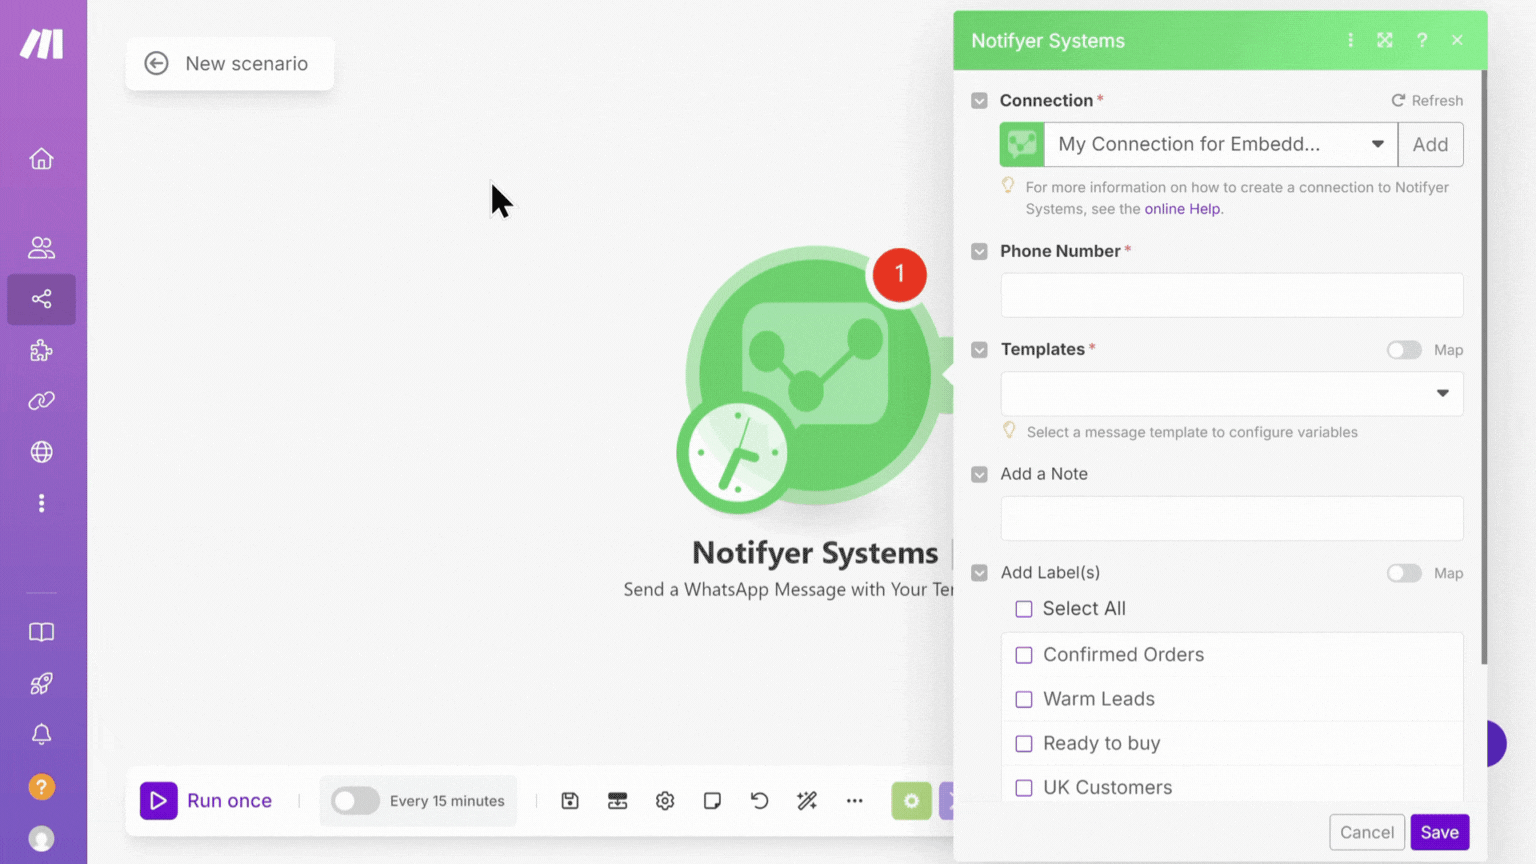 New scenario
Notifyer Systems
Connection *
Refresh
My Connection for Embedd...
Add
For more information on how to create a connection to Notifyer
Systems, see the online Help.
Phone Number *
Templates *
Map
Select a message template to configure variables
Add a Note
Add Label(s)
Map
Select All
Confirmed Orders
Warm Leads
Ready to buy
UK Customers
Cancel
Save
1
Notifyer Systems
Send a WhatsApp Message with Your
Run once
Every 15 minutes